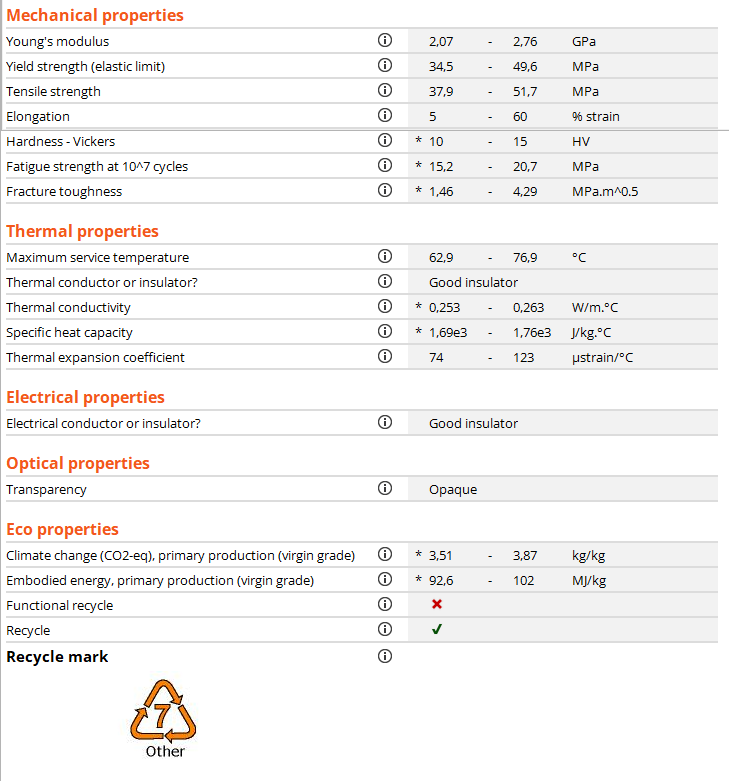 Mechanical properties
Young's modulus 2,07 - 2,76 GPa
Yield strength (elastic limit) 34,5 - 49,6 MPa
Tensile strength 37,9 - 51,7 MPa
Elongation 5 - 60 % strain
Hardness - Vickers * 10 - 15 HV
Fatigue strength at 10^7 cycles * 15,2 - 20,7 MPa
Fracture toughness * 1,46 - 4,29 MPa.m^0.5
Thermal properties
Maximum service temperature 62,9 - 76,9 °C
Thermal conductor or insulator? Good insulator
Thermal conductivity * 0,253 - 0,263 W/m.°C
Specific heat capacity * 1,69e3 - 1,76e3 J/kg.°C
Thermal expansion coefficient 74 - 123 µstrain/°C
Electrical properties
Electrical conductor or insulator? Good insulator
Optical properties
Transparency Opaque
Eco properties
Climate change (CO2-eq), primary production (virgin grade) * 3,51 - 3,87 kg/kg
Embodied energy, primary production (virgin grade) * 92,6 - 102 MJ/kg
Functional recycle ✗
Recycle ✓
Recycle mark
7
Other